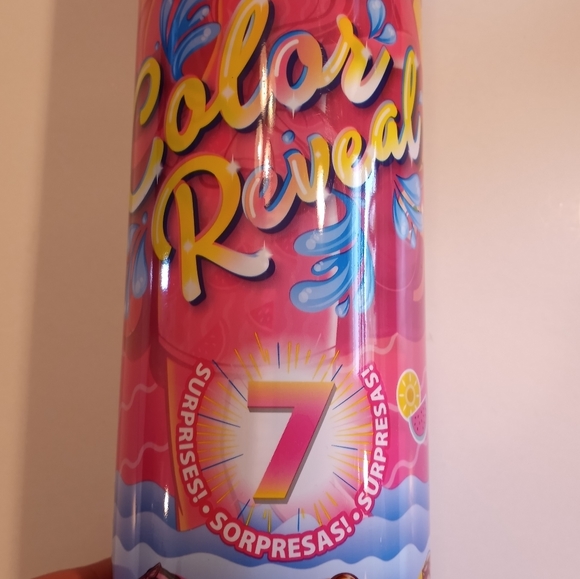 Color
Reveal
7
SURPRISES! • SORPRESAS! • SURPRESAS!